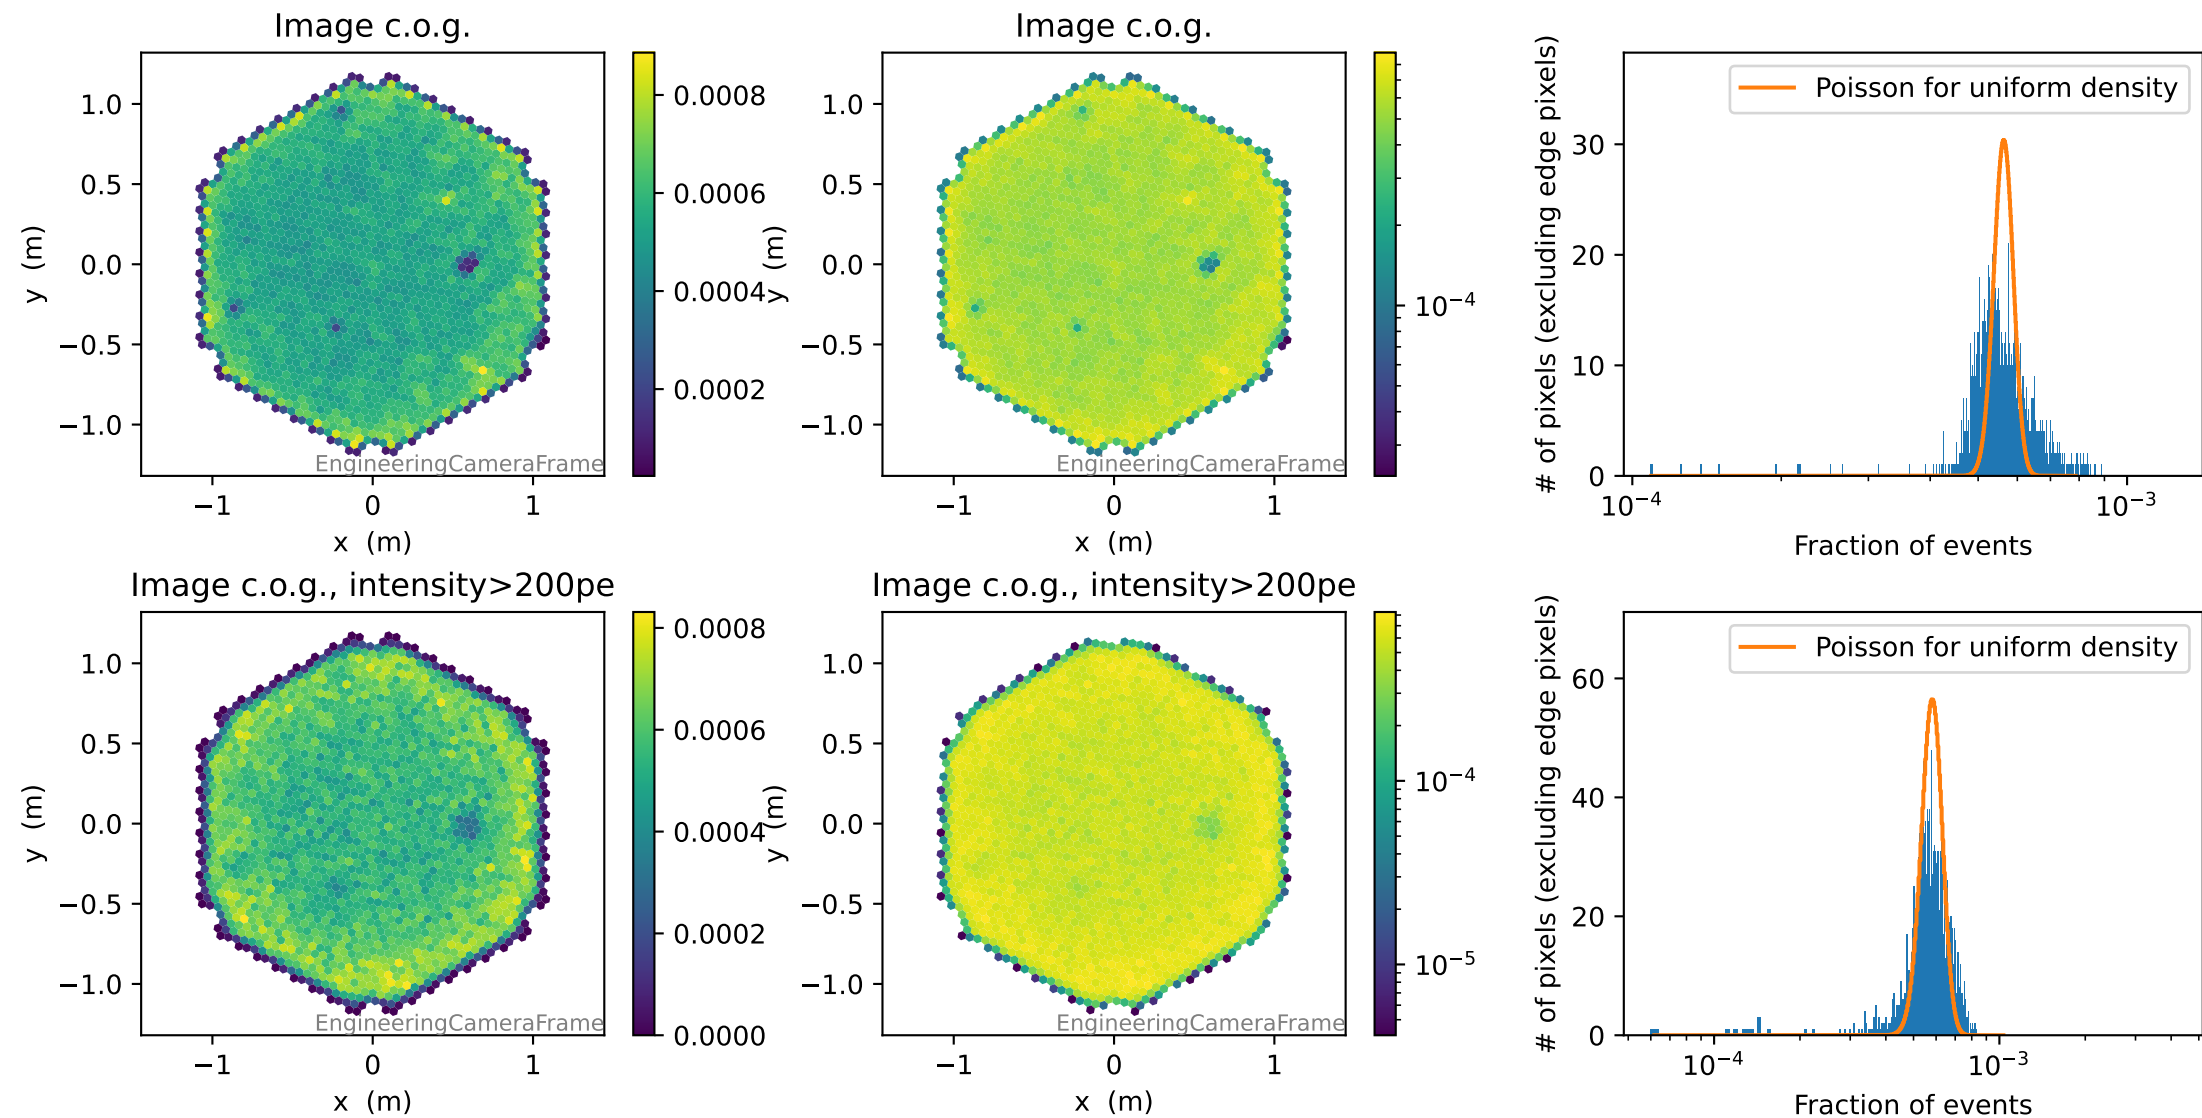 Image c.o.g.
1.0
0.5
0.0
−0.5
−1.0
y (m)
−1
0
1
x (m)
EngineeringCameraFrame
0.0008
0.0006
0.0004
0.0002
Image c.o.g.
1.0
0.5
0.0
−0.5
−1.0
y (m)
−1
0
1
x (m)
EngineeringCameraFrame
10⁻⁴
# of pixels (excluding edge pixels)
30
20
10
0
Poisson for uniform density
10⁻⁴
10⁻³
Fraction of events
Image c.o.g., intensity>200pe
1.0
0.5
0.0
−0.5
−1.0
y (m)
−1
0
1
x (m)
EngineeringCameraFrame
0.0008
0.0006
0.0004
0.0002
0.0000
Image c.o.g., intensity>200pe
1.0
0.5
0.0
−0.5
−1.0
y (m)
−1
0
1
x (m)
EngineeringCameraFrame
10⁻⁴
10⁻⁵
# of pixels (excluding edge pixels)
60
40
20
0
Poisson for uniform density
10⁻⁴
10⁻³
Fraction of events